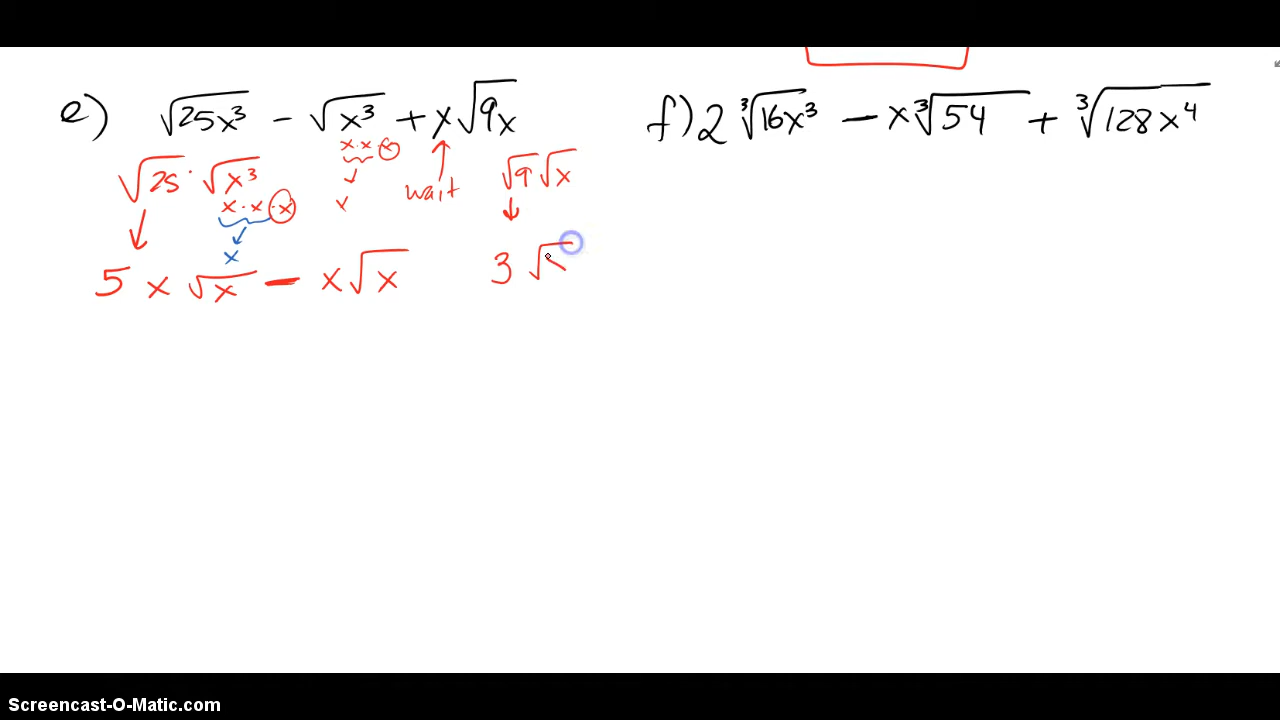 e) √25x³ - √x³ + x√9x
√25 · √x³
x·x·x
x
x·x·x
x
wait
√9 √x
5 x √x - x√x 3 √
f) 2 ∛16x³ - x∛54 + ∛128x⁴
Screencast-O-Matic.com